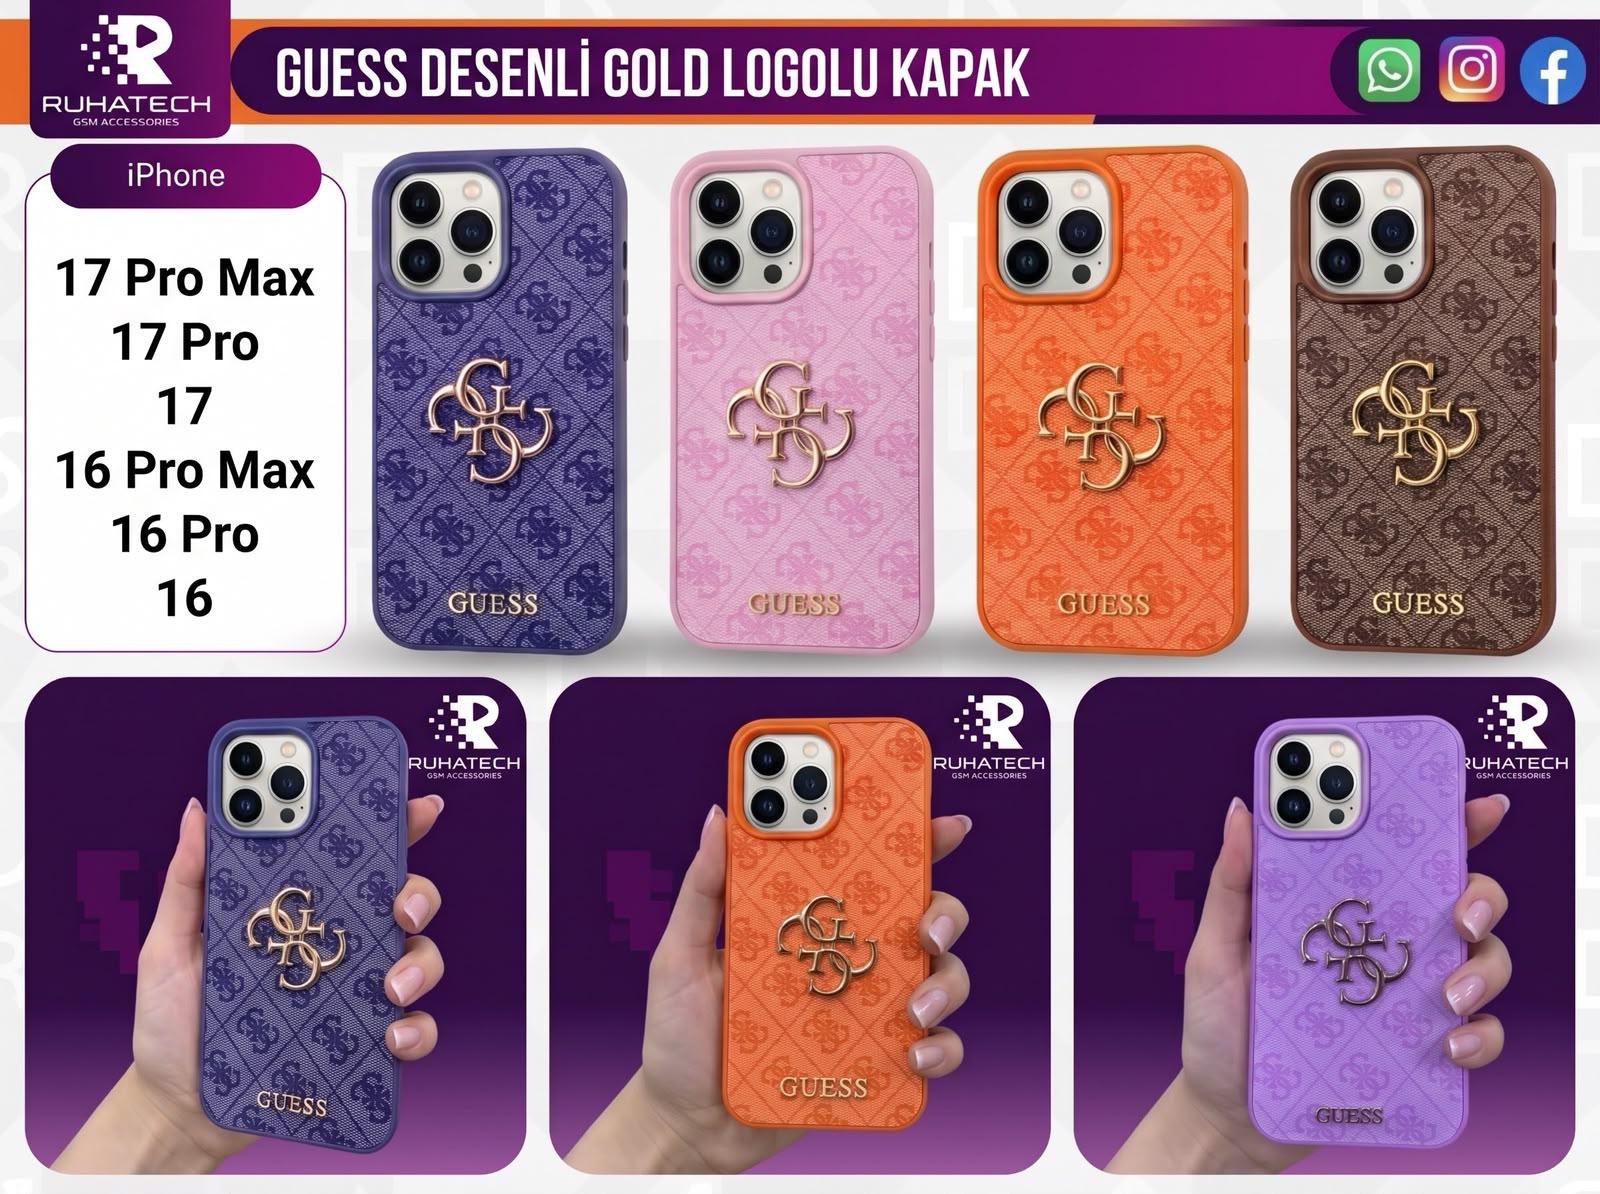 RUHATECH
GSM ACCESSORIES
GUESS DESENLİ GOLD LOGOLU KAPAK
iPhone
17 Pro Max
17 Pro
17
16 Pro Max
16 Pro
16
GUESS
GUESS
GUESS
GUESS
RUHATECH
GSM ACCESSORIES
GUESS
RUHATECH
GSM ACCESSORIES
GUESS
RUHATECH
GSM ACCESSORIES
GUESS